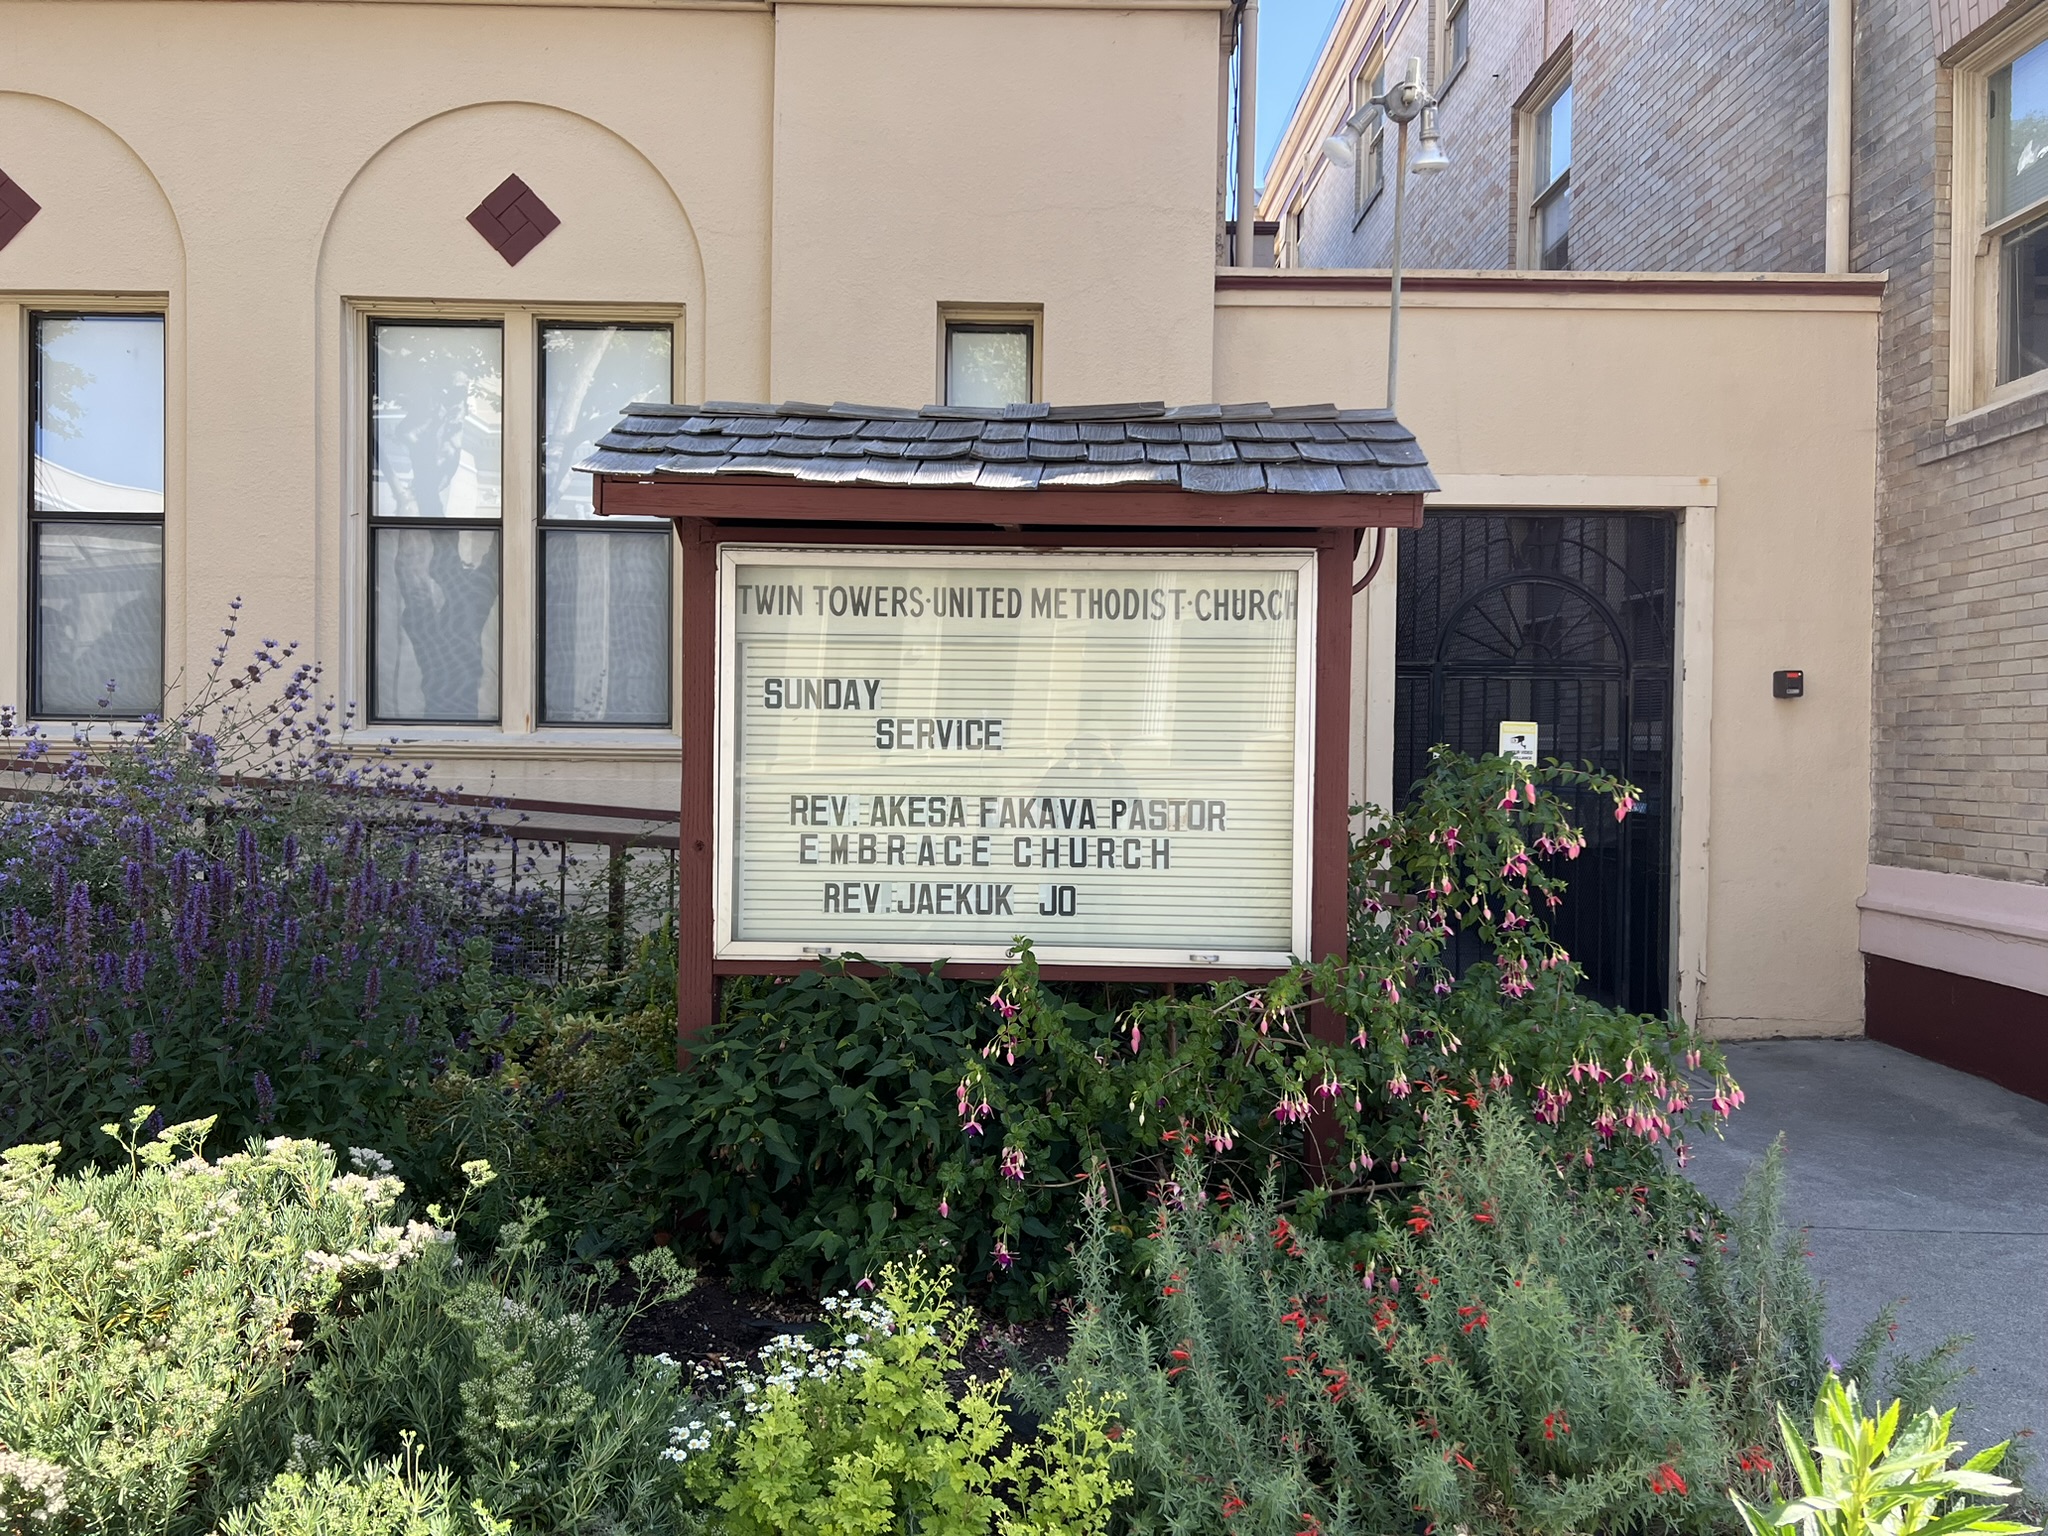 TWIN TOWERS·UNITED METHODIST·CHURCH
SUNDAY
SERVICE
REV. AKESA FAKAVA PASTOR
EMBRACE CHURCH
REV. JAEKUK JO